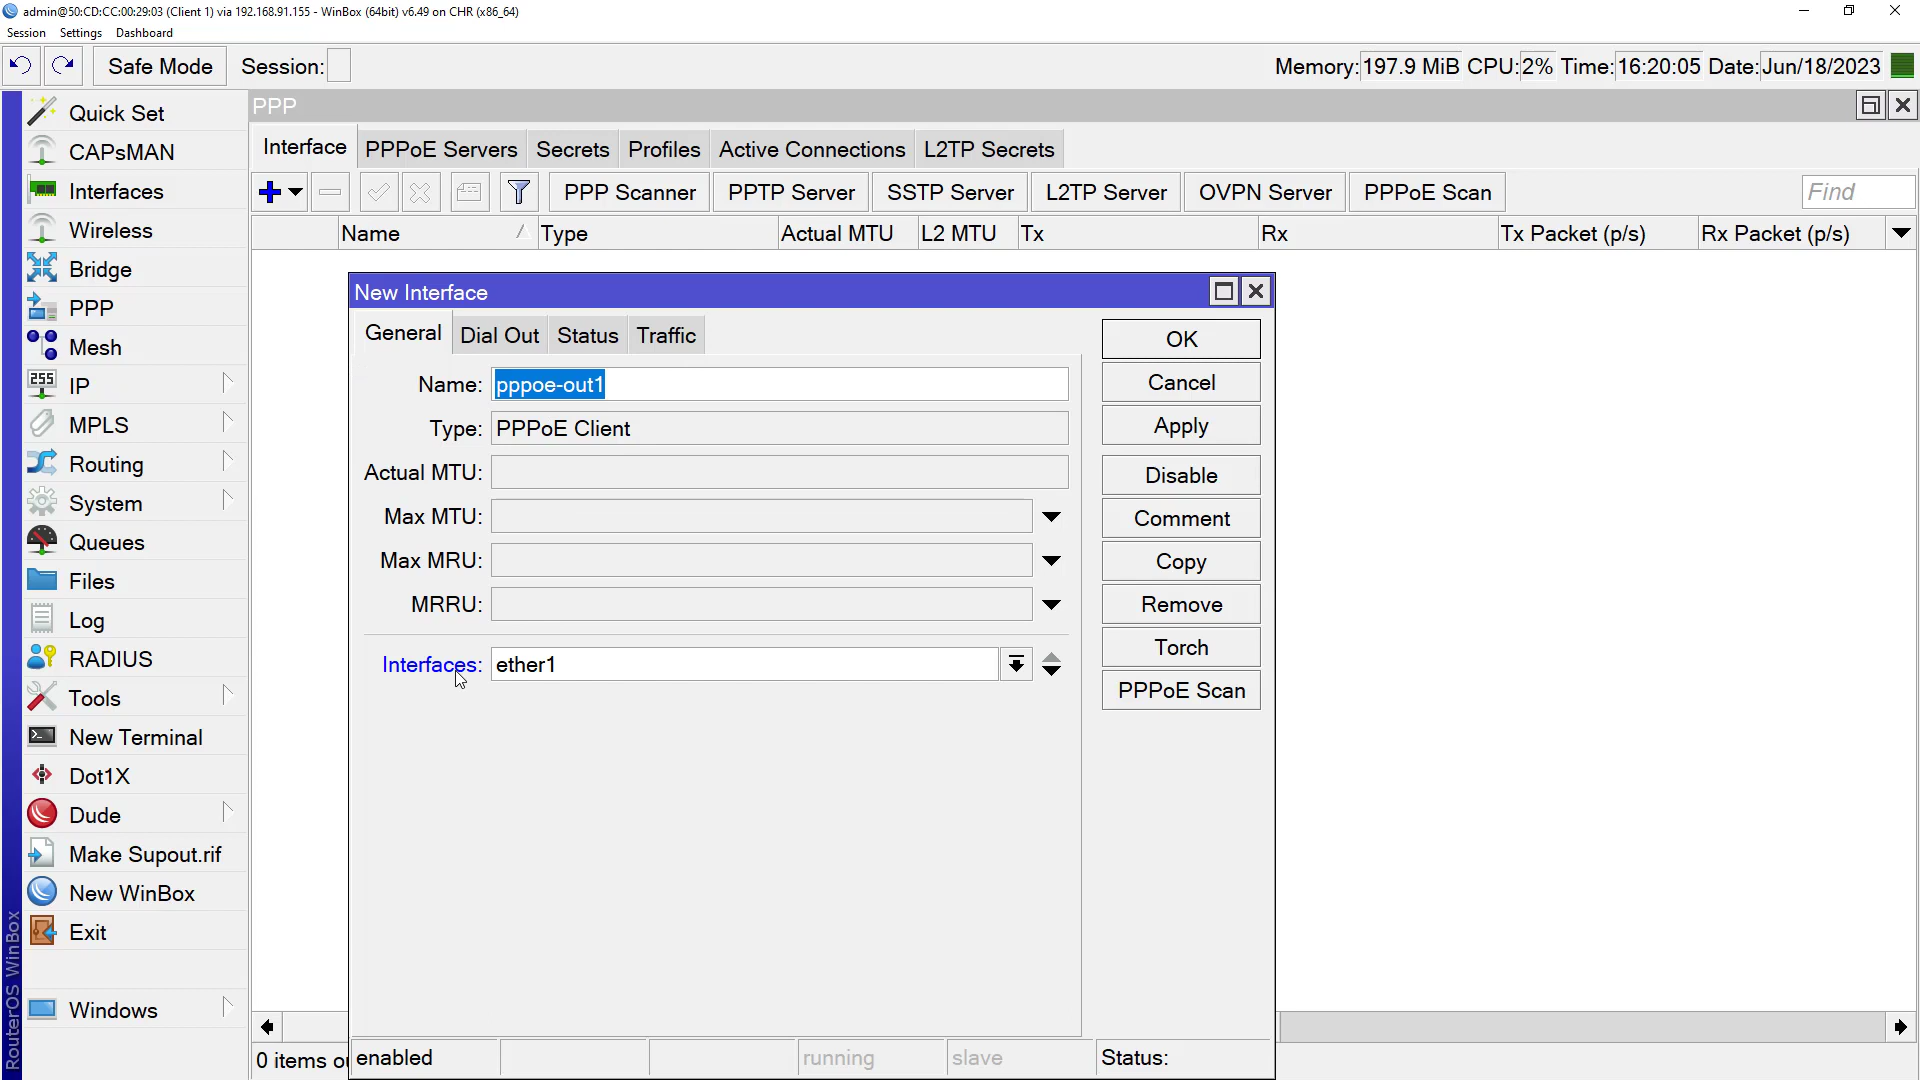 admin@50:CD:CC:00:29:03 (Client 1) via 192.168.91.155 - WinBox (64bit) v6.49 on CHR (x86_64)
Session Settings Dashboard
Safe Mode Session: Memory: 197.9 MiB CPU: 2% Time: 16:20:05 Date: Jun/18/2023
Quick Set
CAPsMAN
Interfaces
Wireless
Bridge
PPP
Mesh
255
IP
MPLS
Routing
System
Queues
Files
Log
RADIUS
Tools
New Terminal
Dot1X
Dude
Make Supout.rif
New WinBox
Exit
Windows
RouterOS WinBox
PPP
Interface PPPoE Servers Secrets Profiles Active Connections L2TP Secrets
PPP Scanner PPTP Server SSTP Server L2TP Server OVPN Server PPPoE Scan Find
Name Type Actual MTU L2 MTU Tx Rx Tx Packet (p/s) Rx Packet (p/s)
New Interface
General Dial Out Status Traffic
Name: pppoe-out1
Type: PPPoE Client
Actual MTU:
Max MTU:
Max MRU:
MRRU:
Interfaces: ether1
OK
Cancel
Apply
Disable
Comment
Copy
Remove
Torch
PPPoE Scan
enabled running slave Status:
0 items